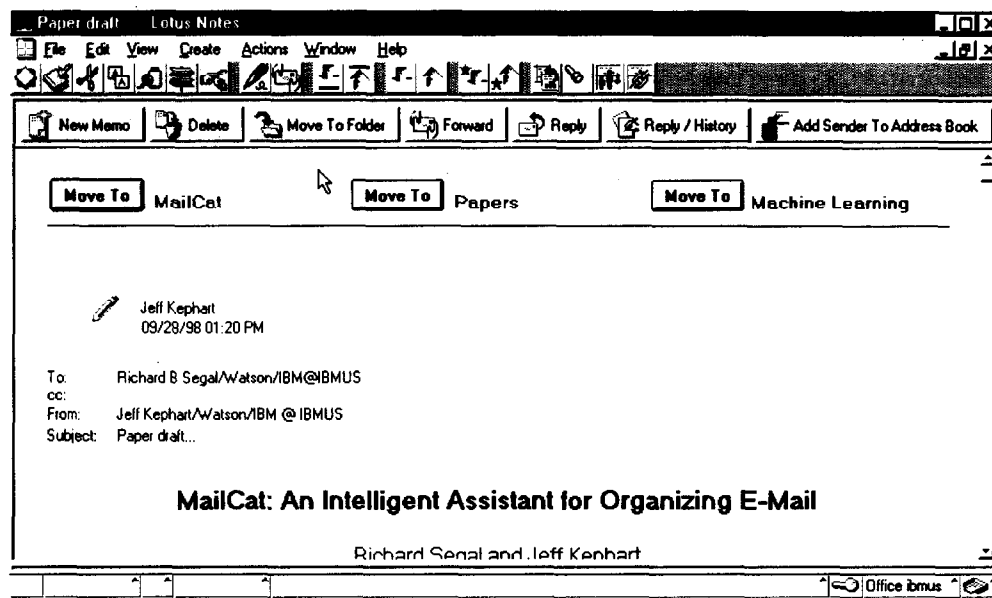 Paper draft Lotus Notes
File Edit View Create Actions Window Help
New Memo Delete Move To Folder Forward Reply Reply / History Add Sender To Address Book
Move To MailCat Move To Papers Move To Machine Learning
Jeff Kephart
09/28/98 01:20 PM
To: Richard B Segal/Watson/IBM@IBMUS
cc:
From: Jeff Kephart/Watson/IBM @ IBMUS
Subject: Paper draft...
MailCat: An Intelligent Assistant for Organizing E-Mail
Richard Segal and Jeff Kephart
Office ibmus